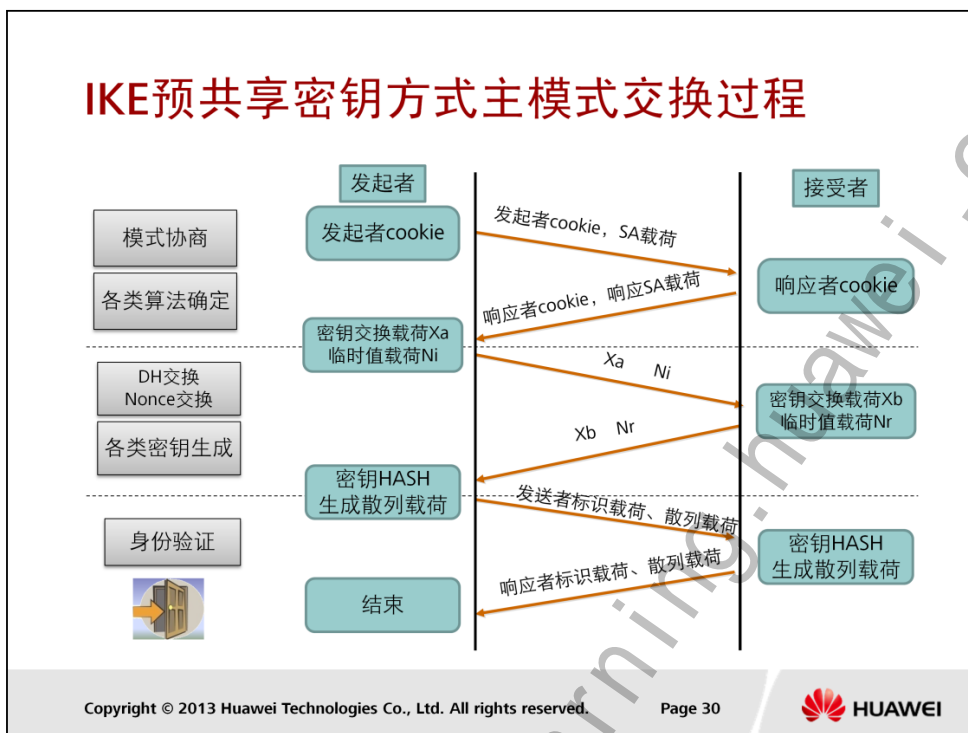 IKE预共享密钥方式主模式交换过程
发起者
接受者
模式协商
发起者cookie
发起者cookie，SA载荷
各类算法确定
响应者cookie，响应SA载荷
响应者cookie
密钥交换载荷Xa
临时值载荷Ni
DH交换
Nonce交换
Xa Ni
密钥交换载荷Xb
临时值载荷Nr
各类密钥生成
Xb Nr
密钥HASH
生成散列载荷
发送者标识载荷、散列载荷
身份验证
密钥HASH
生成散列载荷
响应者标识载荷、散列载荷
结束
rning.huawei.
Copyright © 2013 Huawei Technologies Co., Ltd. All rights reserved.
Page 30
HUAWEI